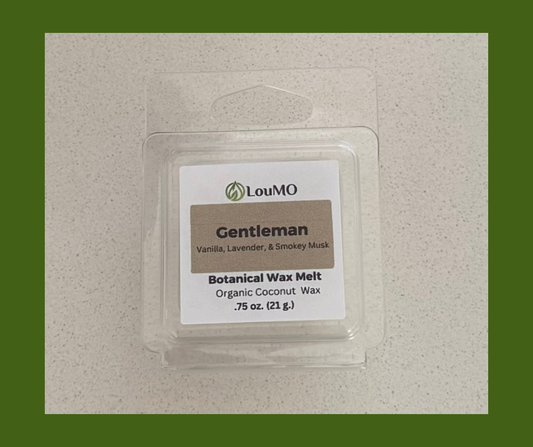 LouMO
Gentleman
Vanilla, Lavender, & Smokey Musk
Botanical Wax Melt
Organic Coconut Wax
.75 oz. (21 g.)